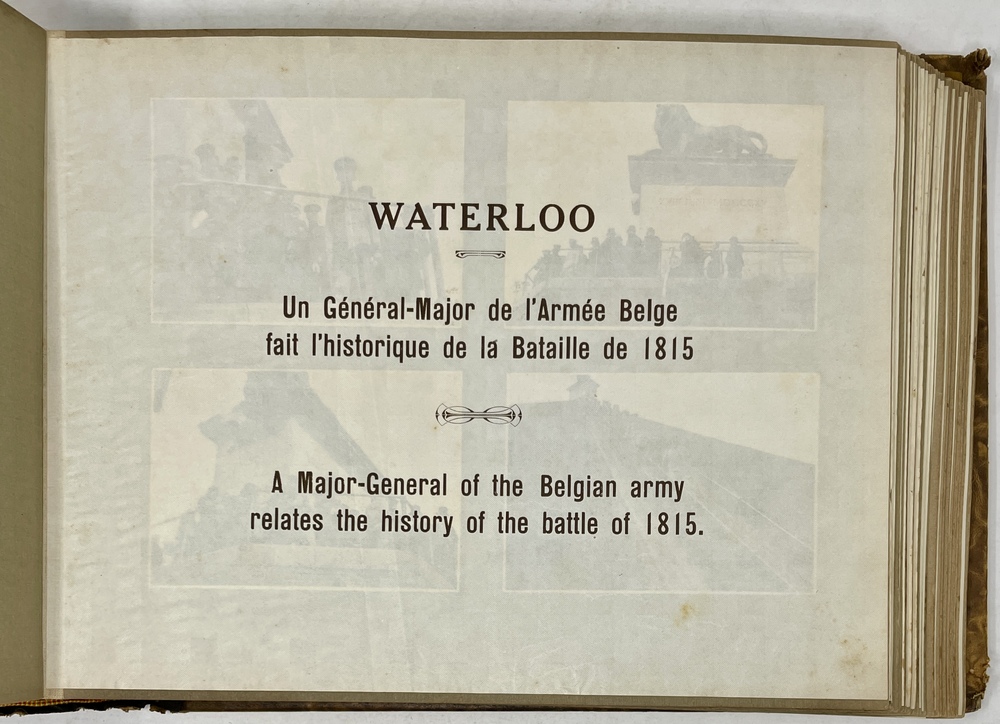 WATERLOO
Un Général-Major de l'Armée Belge
fait l'historique de la Bataille de 1815
A Major-General of the Belgian army
relates the history of the battle of 1815.